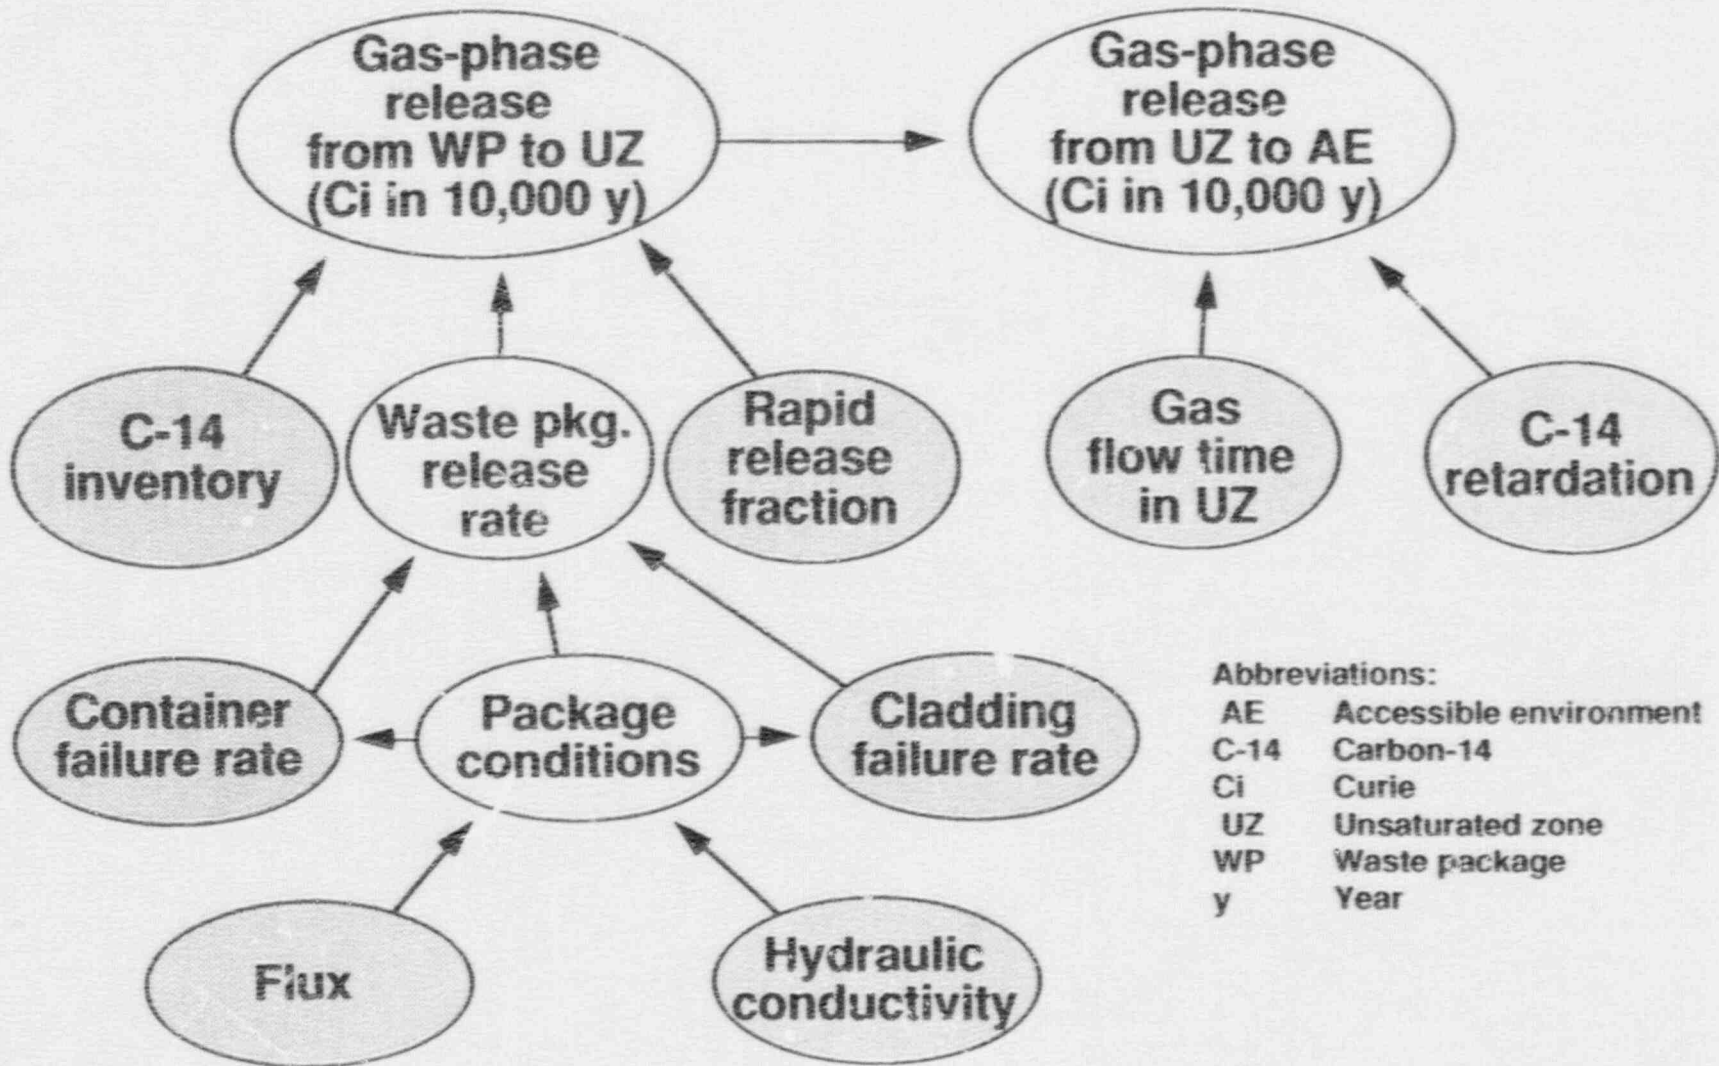 Gas-phase
release
from WP to UZ
(Ci in 10,000 y)
Gas-phase
release
from UZ to AE
(Ci in 10,000 y)
C-14
inventory
Waste pkg.
release
rate
Rapid
release
fraction
Gas
flow time
in UZ
C-14
retardation
Container
failure rate
Package
conditions
Cladding
failure rate
Flux
Hydraulic
conductivity
Abbreviations:
AE Accessible environment
C-14 Carbon-14
Ci Curie
UZ Unsaturated zone
WP Waste package
y Year